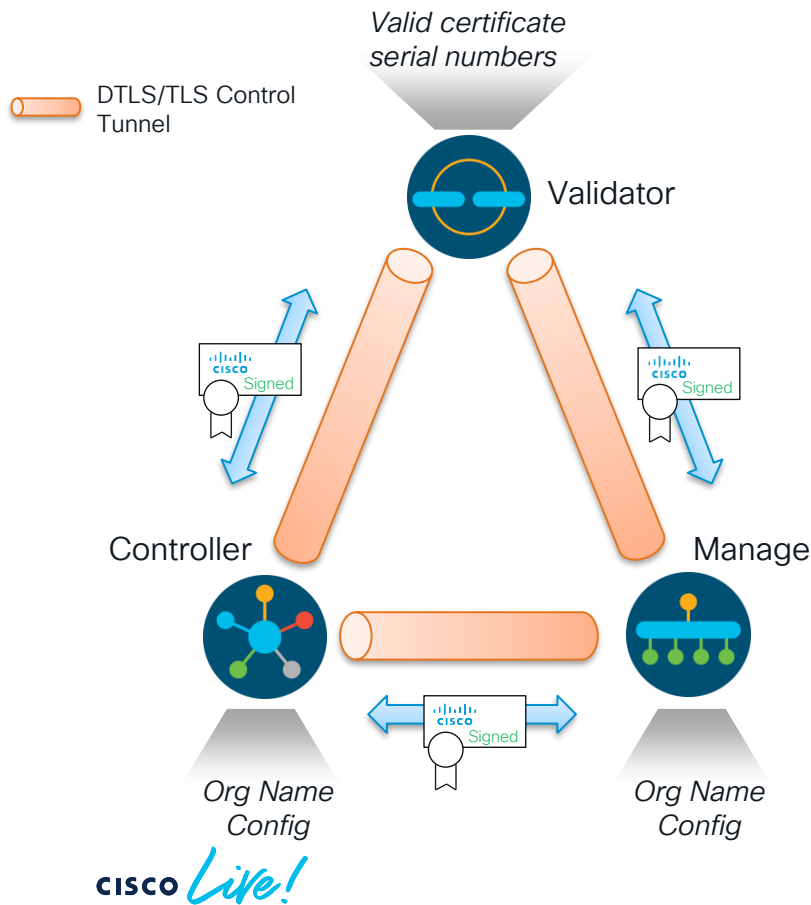 Valid certificate
serial numbers
DTLS/TLS Control
Tunnel
Validator
CISCO
Signed
CISCO
Signed
Controller
Manage
CISCO
Signed
Org Name
Config
Org Name
Config
CISCO Live!